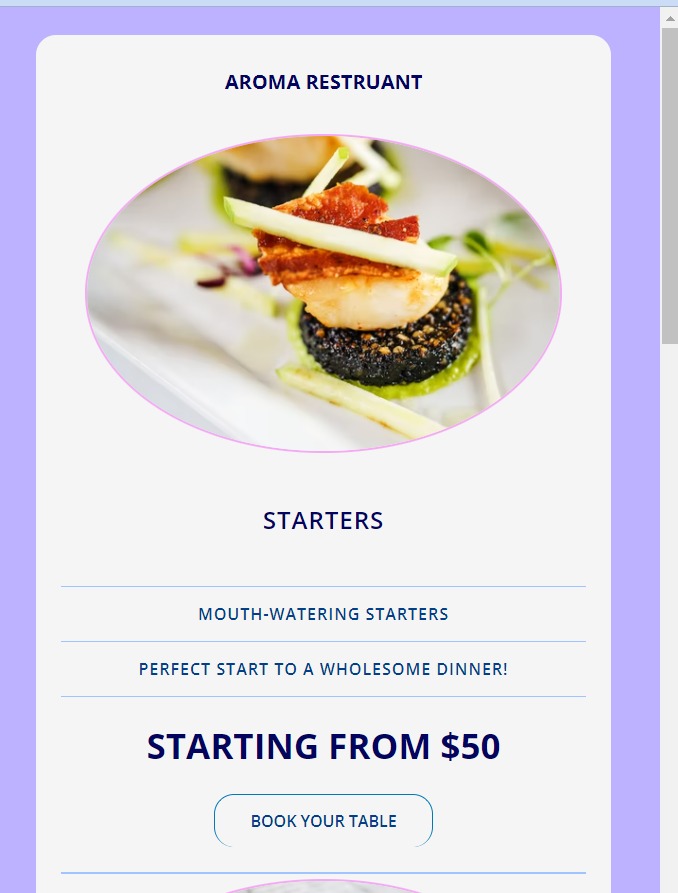 AROMA RESTRUANT
STARTERS
MOUTH-WATERING STARTERS
PERFECT START TO A WHOLESOME DINNER!
STARTING FROM $50
BOOK YOUR TABLE